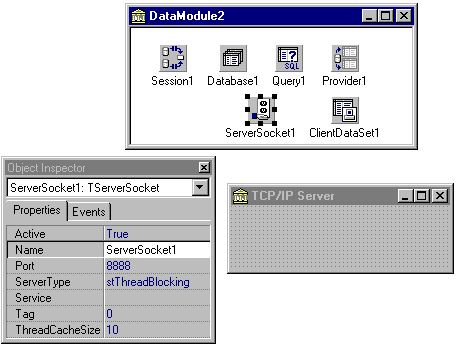 DataModule2
Session1 Database1 Query1 Provider1
SQL
ServerSocket1 ClientDataSet1
Object Inspector
ServerSocket1: TServerSocket
Properties Events
Active True
Name ServerSocket1
Port 8888
ServerType stThreadBlocking
Service
Tag 0
ThreadCacheSize 10
TCP/IP Server